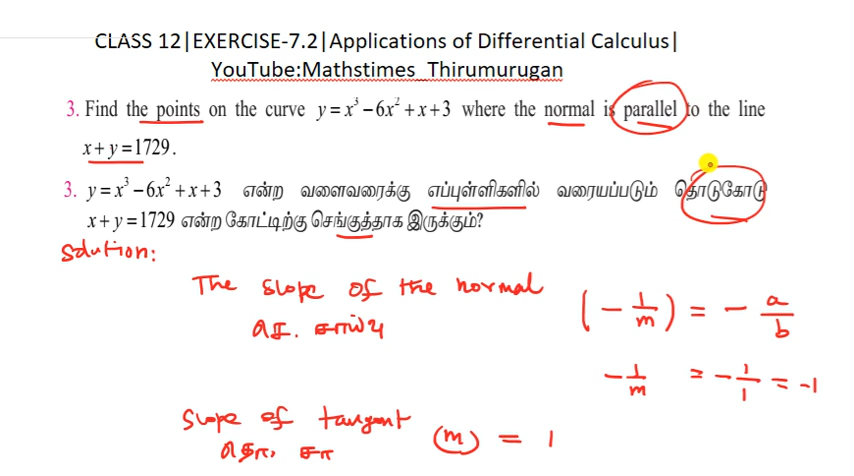 CLASS 12|EXERCISE-7.2|Applications of Differential Calculus|
YouTube:Mathstimes Thirumurugan
3. Find the points on the curve y = x³ − 6x² + x + 3 where the normal is parallel to the line
x + y = 1729.
3. y = x³ − 6x² + x + 3 என்ற வளைவரைக்கு எப்புள்ளிகளில் வரையப்படும் தொடுகோடு
x + y = 1729 என்ற கோட்டிற்கு செங்குத்தாக இருக்கும்?
Solution:
The slope of the normal
(− 1/m) = − a/b
− 1/m = − 1/1 = −1
slope of tangent
(m) = 1